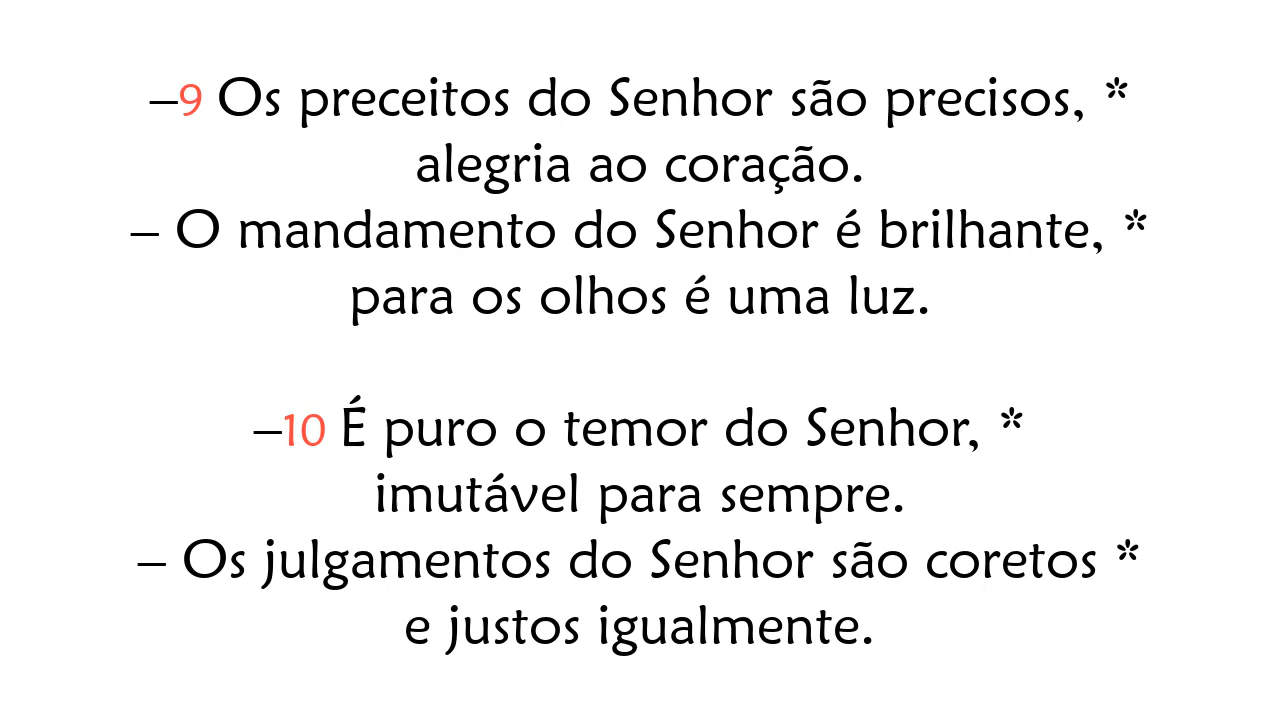 –9 Os preceitos do Senhor são precisos, *
alegria ao coração.
– O mandamento do Senhor é brilhante, *
para os olhos é uma luz.
–10 É puro o temor do Senhor, *
imutável para sempre.
– Os julgamentos do Senhor são coretos *
e justos igualmente.